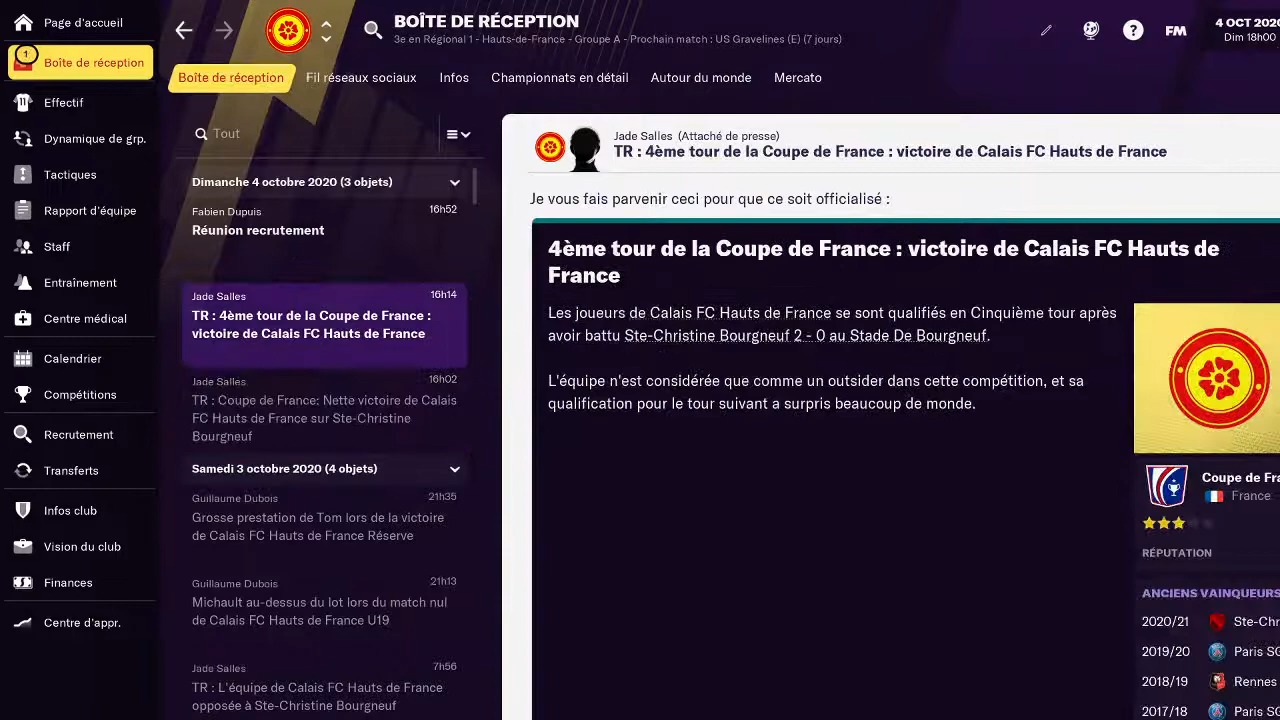 Page d'accueil
1
Boîte de réception
Effectif
Dynamique de grp.
Tactiques
Rapport d'équipe
Staff
Entraînement
Centre médical
Calendrier
Compétitions
Recrutement
Transferts
Infos club
Vision du club
Finances
Centre d'appr.
BOÎTE DE RÉCEPTION
3e en Régional 1 - Hauts-de-France - Groupe A - Prochain match : US Gravelines (E) (7 jours)
FM
4 OCT 2020
Dim 18h00
Boîte de réception
Fil réseaux sociaux
Infos
Championnats en détail
Autour du monde
Mercato
Tout
Dimanche 4 octobre 2020 (3 objets)
Fabien Dupuis 16h52
Réunion recrutement
Jade Salles 16h14
TR : 4ème tour de la Coupe de France :
victoire de Calais FC Hauts de France
Jade Salles 16h02
TR : Coupe de France: Nette victoire de Calais
FC Hauts de France sur Ste-Christine
Bourgneuf
Samedi 3 octobre 2020 (4 objets)
Guillaume Dubois 21h35
Grosse prestation de Tom lors de la victoire
de Calais FC Hauts de France Réserve
Guillaume Dubois 21h13
Michault au-dessus du lot lors du match nul
de Calais FC Hauts de France U19
Jade Salles 7h56
TR : L'équipe de Calais FC Hauts de France
opposée à Ste-Christine Bourgneuf
Jade Salles (Attaché de presse)
TR : 4ème tour de la Coupe de France : victoire de Calais FC Hauts de France
Je vous fais parvenir ceci pour que ce soit officialisé :
4ème tour de la Coupe de France : victoire de Calais FC Hauts de
France
Les joueurs de Calais FC Hauts de France se sont qualifiés en Cinquième tour après
avoir battu Ste-Christine Bourgneuf 2 - 0 au Stade De Bourgneuf.
L'équipe n'est considérée que comme un outsider dans cette compétition, et sa
qualification pour le tour suivant a surpris beaucoup de monde.
Coupe de Fra
France
RÉPUTATION
ANCIENS VAINQUEURS
2020/21 Ste-Chr
2019/20 Paris SG
2018/19 Rennes
2017/18 Paris SG